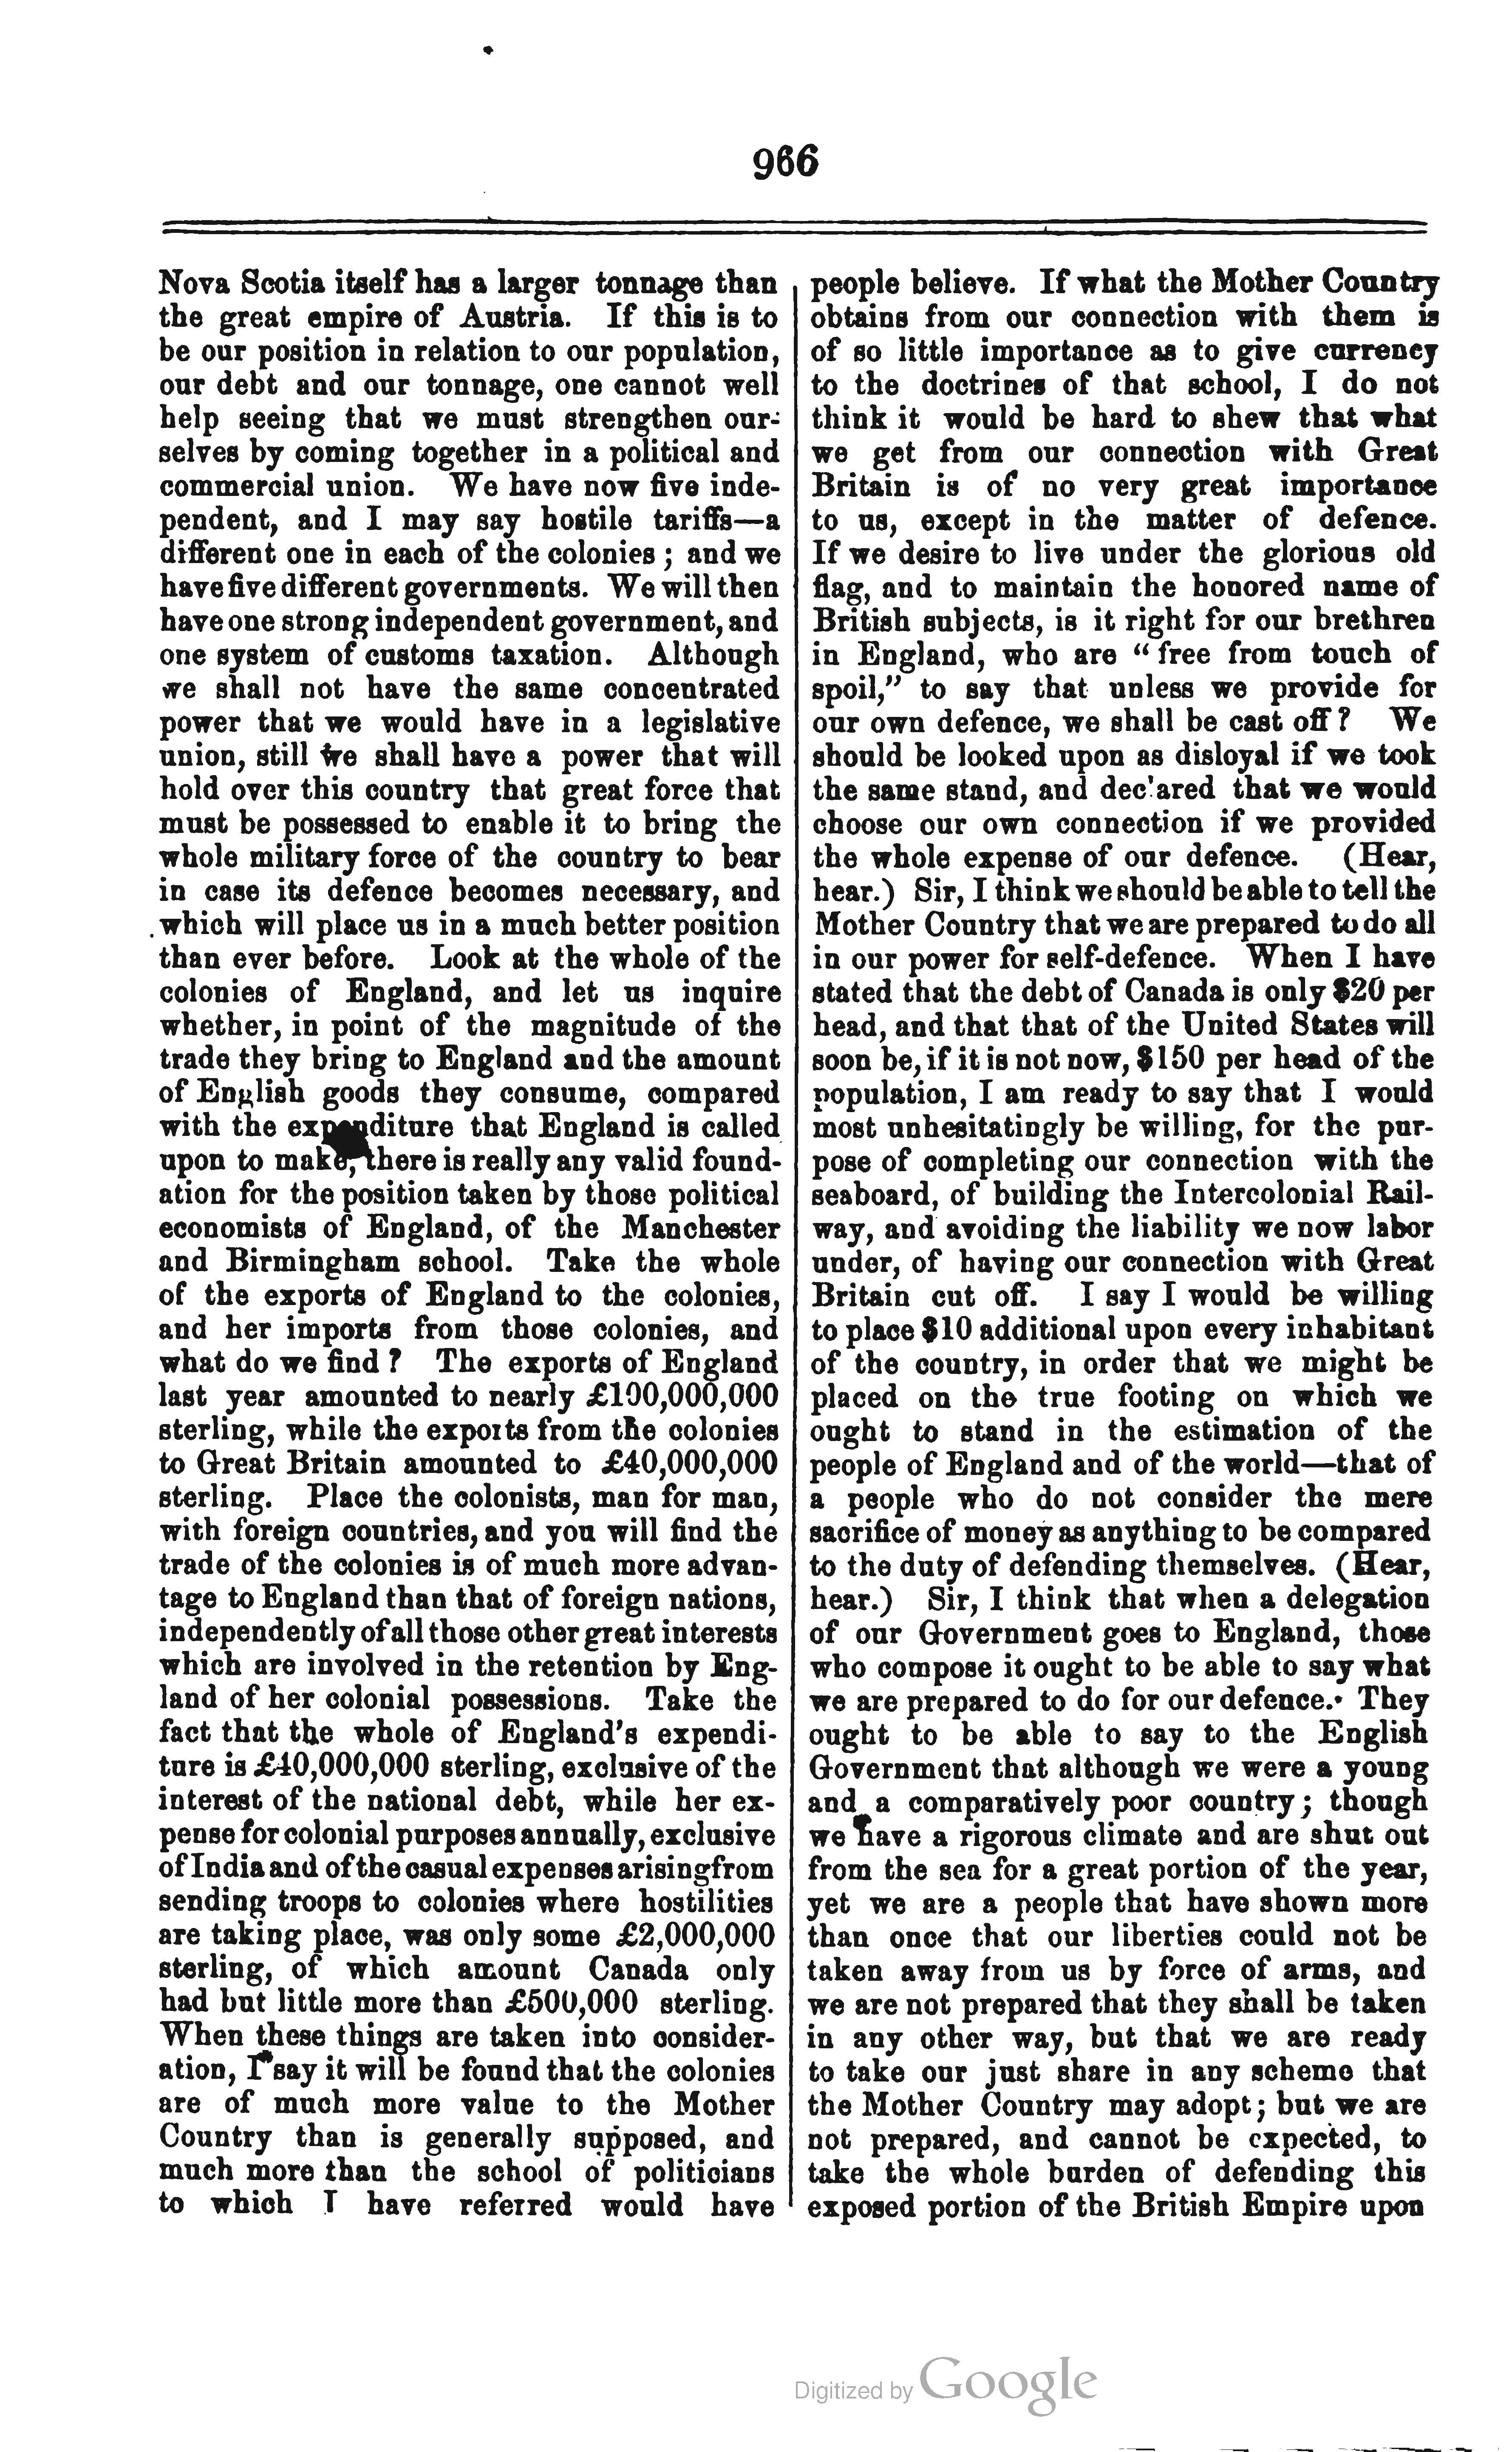 966
Nova Scotia itself has a larger tonnage than
the great empire of Austria. If this is to
be our position in relation to our population,
our debt and our tonnage, one cannot well
help seeing that we must strengthen our-
selves by coming together in a political and
commercial union. We have now five inde-
pendent, and I may say hostile tariffs—a
different one in each of the colonies; and we
have five different governments. We will then
have one strong independent government, and
one system of customs taxation. Although
we shall not have the same concentrated
power that we would have in a legislative
union, still we shall have a power that will
hold over this country that great force that
must be possessed to enable it to bring the
whole military force of the country to bear
in case its defence becomes necessary, and
which will place us in a much better position
than ever before. Look at the whole of the
colonies of England, and let us inquire
whether, in point of the magnitude of the
trade they bring to England and the amount
of English goods they consume, compared
with the expenditure that England is called
upon to make, there is really any valid found-
ation for the position taken by those political
economists of England, of the Manchester
and Birmingham school. Take the whole
of the exports of England to the colonies,
and her imports from those colonies, and
what do we find? The exports of England
last year amounted to nearly £100,000,000
sterling, while the exports from the colonies
to Great Britain amounted to £40,000,000
sterling. Place the colonists, man for man,
with foreign countries, and you will find the
trade of the colonies is of much more advan-
tage to England than that of foreign nations,
independently of all those other great interests
which are involved in the retention by Eng-
land of her colonial possessions. Take the
fact that the whole of England's expendi-
ture is £40,000,000 sterling, exclusive of the
interest of the national debt, while her ex-
pense for colonial purposes annually, exclusive
of India and of the casual expenses arising from
sending troops to colonies where hostilities
are taking place, was only some £2,000,000
sterling, of which amount Canada only
had but little more than £500,000 sterling.
When these things are taken into consider-
ation, I say it will be found that the colonies
are of much more value to the Mother
Country than is generally supposed, and
much more than the school of politicians
to which I have referred would have
people believe. If what the Mother Country
obtains from our connection with them is
of so little importance as to give currency
to the doctrines of that school, I do not
think it would be hard to shew that what
we get from our connection with Great
Britain is of no very great importance
to us, except in the matter of defence.
If we desire to live under the glorious old
flag, and to maintain the honored name of
British subjects, is it right for our brethren
in England, who are "free from touch of
spoil," to say that unless we provide for
our own defence, we shall be cast off? We
should be looked upon as disloyal if we took
the same stand, and declared that we would
choose our own connection if we provided
the whole expense of our defence. (Hear,
hear.) Sir, I think we should be able to tell the
Mother Country that we are prepared to do all
in our power for self-defence. When I have
stated that the debt of Canada is only $20 per
head, and that that of the United States will
soon be, if it is not now, $150 per head of the
population, I am ready to say that I would
most unhesitatingly be willing, for the pur-
pose of completing our connection with the
seaboard, of building the Intercolonial Rail-
way, and avoiding the liability we now labor
under, of having our connection with Great
Britain cut off. I say I would be willing
to place $10 additional upon every inhabitant
of the country, in order that we might be
placed on the true footing on which we
ought to stand in the estimation of the
people of England and of the world—that of
a people who do not consider the mere
sacrifice of money as anything to be compared
to the duty of defending themselves. (Hear,
hear.) Sir, I think that when a delegation
of our Government goes to England, those
who compose it ought to be able to say what
we are prepared to do for our defence. They
ought to be able to say to the English
Government that although we were a young
and a comparatively poor country; though
we have a rigorous climate and are shut out
from the sea for a great portion of the year,
yet we are a people that have shown more
than once that our liberties could not be
taken away from us by force of arms, and
we are not prepared that they shall be taken
in any other way, but that we are ready
to take our just share in any scheme that
the Mother Country may adopt; but we are
not prepared, and cannot be expected, to
take the whole burden of defending this
exposed portion of the British Empire upon
Digitized by Google